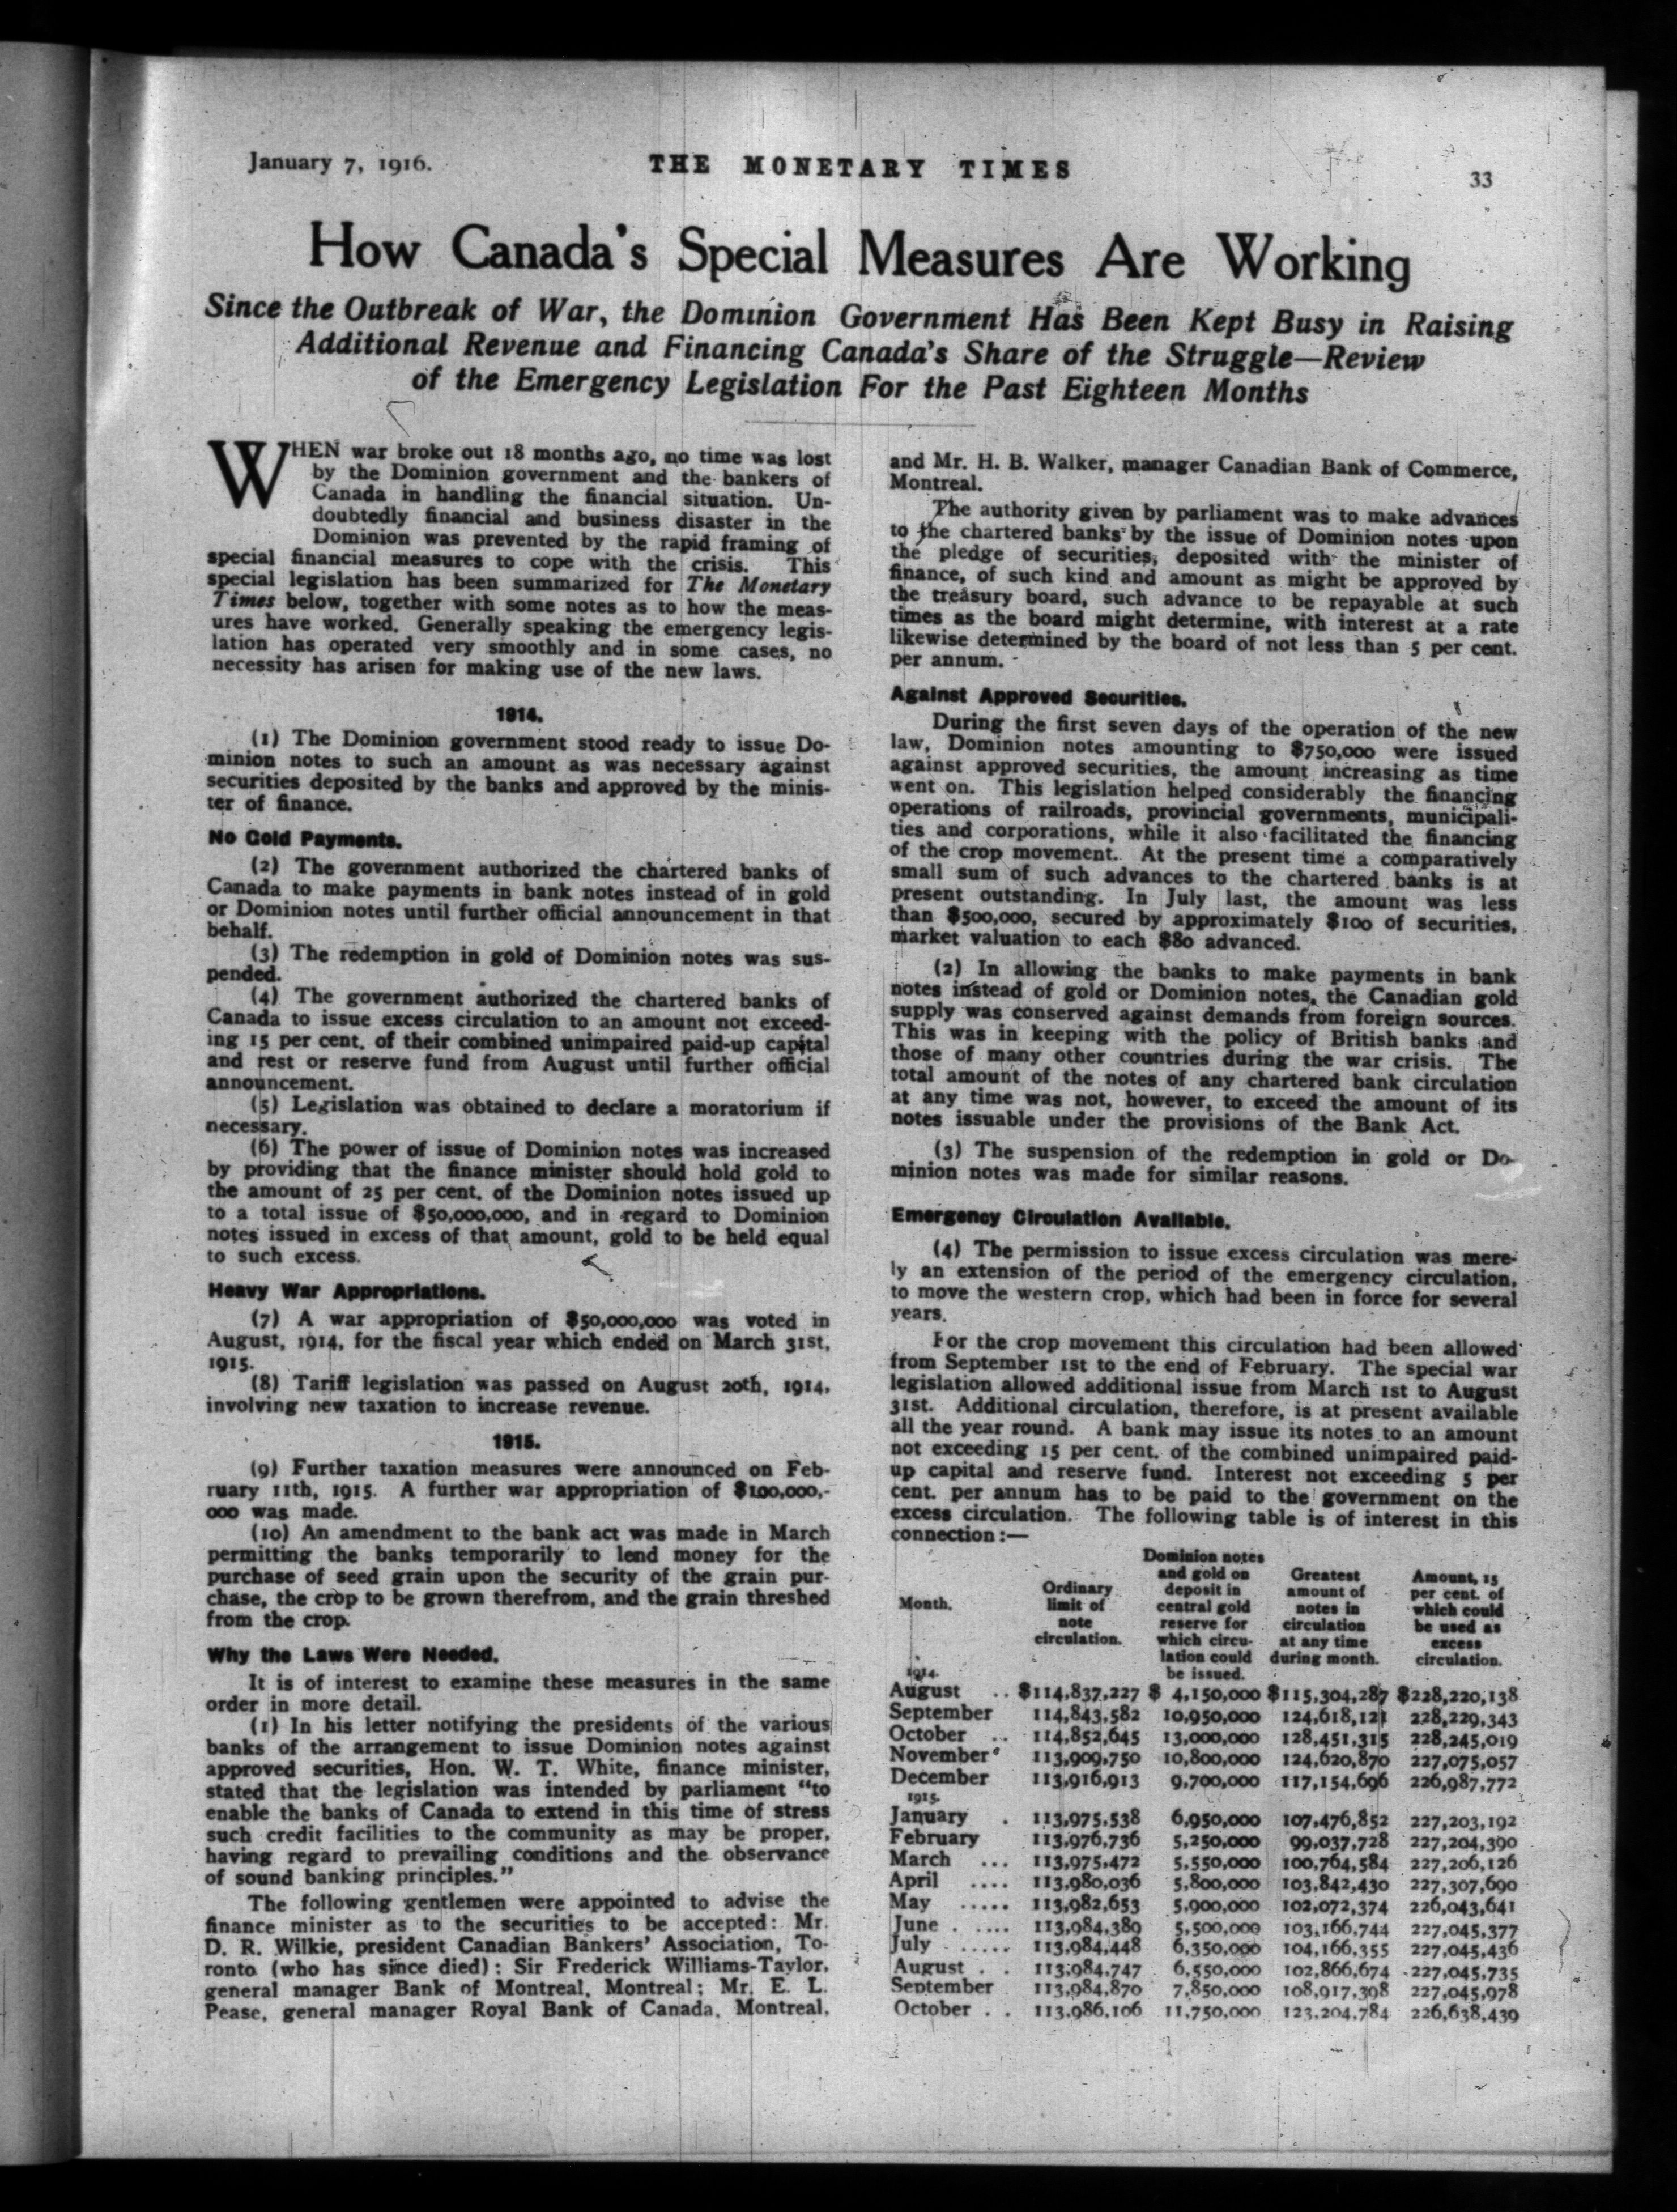 January 7, 1916.
THE MONETARY TIMES
33
How Canada's Special Measures Are Working
Since the Outbreak of War, the Dominion Government Has Been Kept Busy in Raising
Additional Revenue and Financing Canada's Share of the Struggle—Review
of the Emergency Legislation For the Past Eighteen Months
WHEN war broke out 18 months ago, no time was lost
by the Dominion government and the bankers of
Canada in handling the financial situation. Un-
doubtedly financial and business disaster in the
Dominion was prevented by the rapid framing of
special financial measures to cope with the crisis. This
special legislation has been summarized for The Monetary
Times below, together with some notes as to how the meas-
ures have worked. Generally speaking the emergency legis-
lation has operated very smoothly and in some cases, no
necessity has arisen for making use of the new laws.
1914.
(1) The Dominion government stood ready to issue Do-
minion notes to such an amount as was necessary against
securities deposited by the banks and approved by the minis-
ter of finance.
No Gold Payments.
(2) The government authorized the chartered banks of
Canada to make payments in bank notes instead of in gold
or Dominion notes until further official announcement in that
behalf.
(3) The redemption in gold of Dominion notes was sus-
pended.
(4) The government authorized the chartered banks of
Canada to issue excess circulation to an amount not exceed-
ing 15 per cent. of their combined unimpaired paid-up capital
and rest or reserve fund from August until further official
announcement.
(5) Legislation was obtained to declare a moratorium if
necessary.
(6) The power of issue of Dominion notes was increased
by providing that the finance minister should hold gold to
the amount of 25 per cent. of the Dominion notes issued up
to a total issue of $50,000,000, and in regard to Dominion
notes issued in excess of that amount, gold to be held equal
to such excess.
Heavy War Appropriations.
(7) A war appropriation of $50,000,000 was voted in
August, 1914, for the fiscal year which ended on March 31st,
1915.
(8) Tariff legislation was passed on August 20th, 1914,
involving new taxation to increase revenue.
1915.
(9) Further taxation measures were announced on Feb-
ruary 11th, 1915. A further war appropriation of $100,000,-
000 was made.
(10) An amendment to the bank act was made in March
permitting the banks temporarily to lend money for the
purchase of seed grain upon the security of the grain pur-
chase, the crop to be grown therefrom, and the grain threshed
from the crop.
Why the Laws Were Needed.
It is of interest to examine these measures in the same
order in more detail.
(1) In his letter notifying the presidents of the various
banks of the arrangement to issue Dominion notes against
approved securities, Hon. W. T. White, finance minister,
stated that the legislation was intended by parliament "to
enable the banks of Canada to extend in this time of stress
such credit facilities to the community as may be proper,
having regard to prevailing conditions and the observance
of sound banking principles."
The following gentlemen were appointed to advise the
finance minister as to the securities to be accepted: Mr.
D. R. Wilkie, president Canadian Bankers' Association, To-
ronto (who has since died); Sir Frederick Williams-Taylor,
general manager Bank of Montreal, Montreal; Mr. E. L.
Pease, general manager Royal Bank of Canada, Montreal,
and Mr. H. B. Walker, manager Canadian Bank of Commerce,
Montreal.
The authority given by parliament was to make advances
to the chartered banks by the issue of Dominion notes upon
the pledge of securities, deposited with the minister of
finance, of such kind and amount as might be approved by
the treasury board, such advance to be repayable at such
times as the board might determine, with interest at a rate
likewise determined by the board of not less than 5 per cent.
per annum.
Against Approved Securities.
During the first seven days of the operation of the new
law, Dominion notes amounting to $750,000 were issued
against approved securities, the amount increasing as time
went on. This legislation helped considerably the financing
operations of railroads, provincial governments, municipali-
ties and corporations, while it also facilitated the financing
of the crop movement. At the present time a comparatively
small sum of such advances to the chartered banks is at
present outstanding. In July last, the amount was less
than $500,000, secured by approximately $100 of securities,
market valuation to each $80 advanced.
(2) In allowing the banks to make payments in bank
notes instead of gold or Dominion notes, the Canadian gold
supply was conserved against demands from foreign sources.
This was in keeping with the policy of British banks and
those of many other countries during the war crisis. The
total amount of the notes of any chartered bank circulation
at any time was not, however, to exceed the amount of its
notes issuable under the provisions of the Bank Act.
(3) The suspension of the redemption in gold or Do-
minion notes was made for similar reasons.
Emergency Circulation Available.
(4) The permission to issue excess circulation was mere-
ly an extension of the period of the emergency circulation,
to move the western crop, which had been in force for several
years.
For the crop movement this circulation had been allowed
from September 1st to the end of February. The special war
legislation allowed additional issue from March 1st to August
31st. Additional circulation, therefore, is at present available
all the year round. A bank may issue its notes to an amount
not exceeding 15 per cent. of the combined unimpaired paid-
up capital and reserve fund. Interest not exceeding 5 per
cent. per annum has to be paid to the government on the
excess circulation. The following table is of interest in this
connection:—
Month. Ordinary limit of note circulation. Dominion notes and gold on deposit in central gold reserve for which circu- lation could be issued. Greatest amount of notes in circulation at any time during month. Amount, 15 per cent. of which could be used as excess circulation.
1914.
August .. $114,837,227 $ 4,150,000 $115,304,287 $228,220,138
September 114,843,582 10,950,000 124,618,121 228,229,343
October .. 114,852,645 13,000,000 128,451,315 228,245,019
November 113,909,750 10,800,000 124,620,870 227,075,057
December 113,916,913 9,700,000 117,154,696 226,987,772
1915.
January . 113,975,538 6,950,000 107,476,852 227,203,192
February 113,976,736 5,250,000 99,037,728 227,204,390
March ... 113,975,472 5,550,000 100,764,584 227,206,126
April .... 113,980,036 5,800,000 103,842,430 227,307,690
May ..... 113,982,653 5,900,000 102,072,374 226,043,641
June . .... 113,984,389 5,500,000 103,166,744 227,045,377
July ..... 113,984,448 6,350,000 104,166,355 227,045,436
August . . 113,984,747 6,550,000 102,866,674 227,045,735
September 113,984,870 7,850,000 108,917,398 227,045,978
October . . 113,986,106 11,750,000 123,204,784 226,638,439